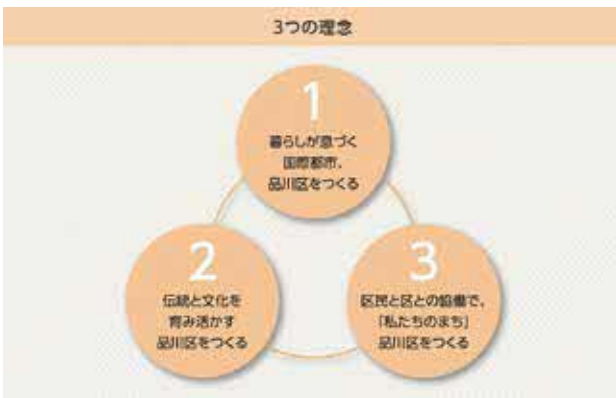 3つの理念
1
暮らしが息づく
国際都市、
品川区をつくる
2
伝統と文化を
育み活かす
品川区をつくる
3
区民と区との協働で、
「私たちのまち」
品川区をつくる